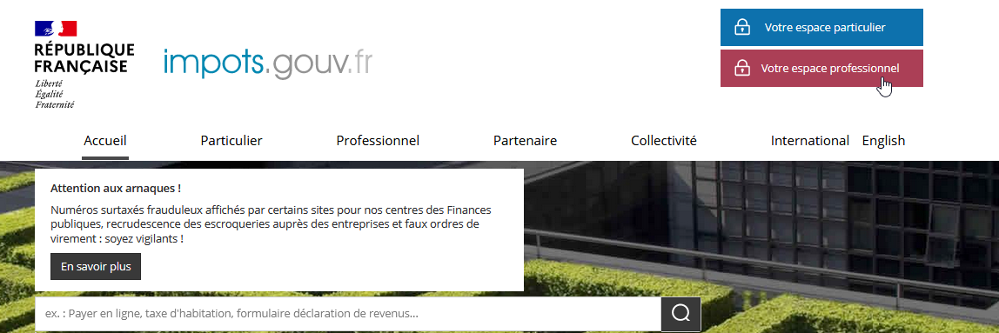 RÉPUBLIQUE
FRANÇAISE
Liberté
Égalité
Fraternité
impots.gouv.fr
Votre espace particulier
Votre espace professionnel
Accueil Particulier Professionnel Partenaire Collectivité International English
Attention aux arnaques !
Numéros surtaxés frauduleux affichés par certains sites pour nos centres des Finances
publiques, recrudescence des escroqueries auprès des entreprises et faux ordres de
virement : soyez vigilants !
En savoir plus
ex. : Payer en ligne, taxe d'habitation, formulaire déclaration de revenus...